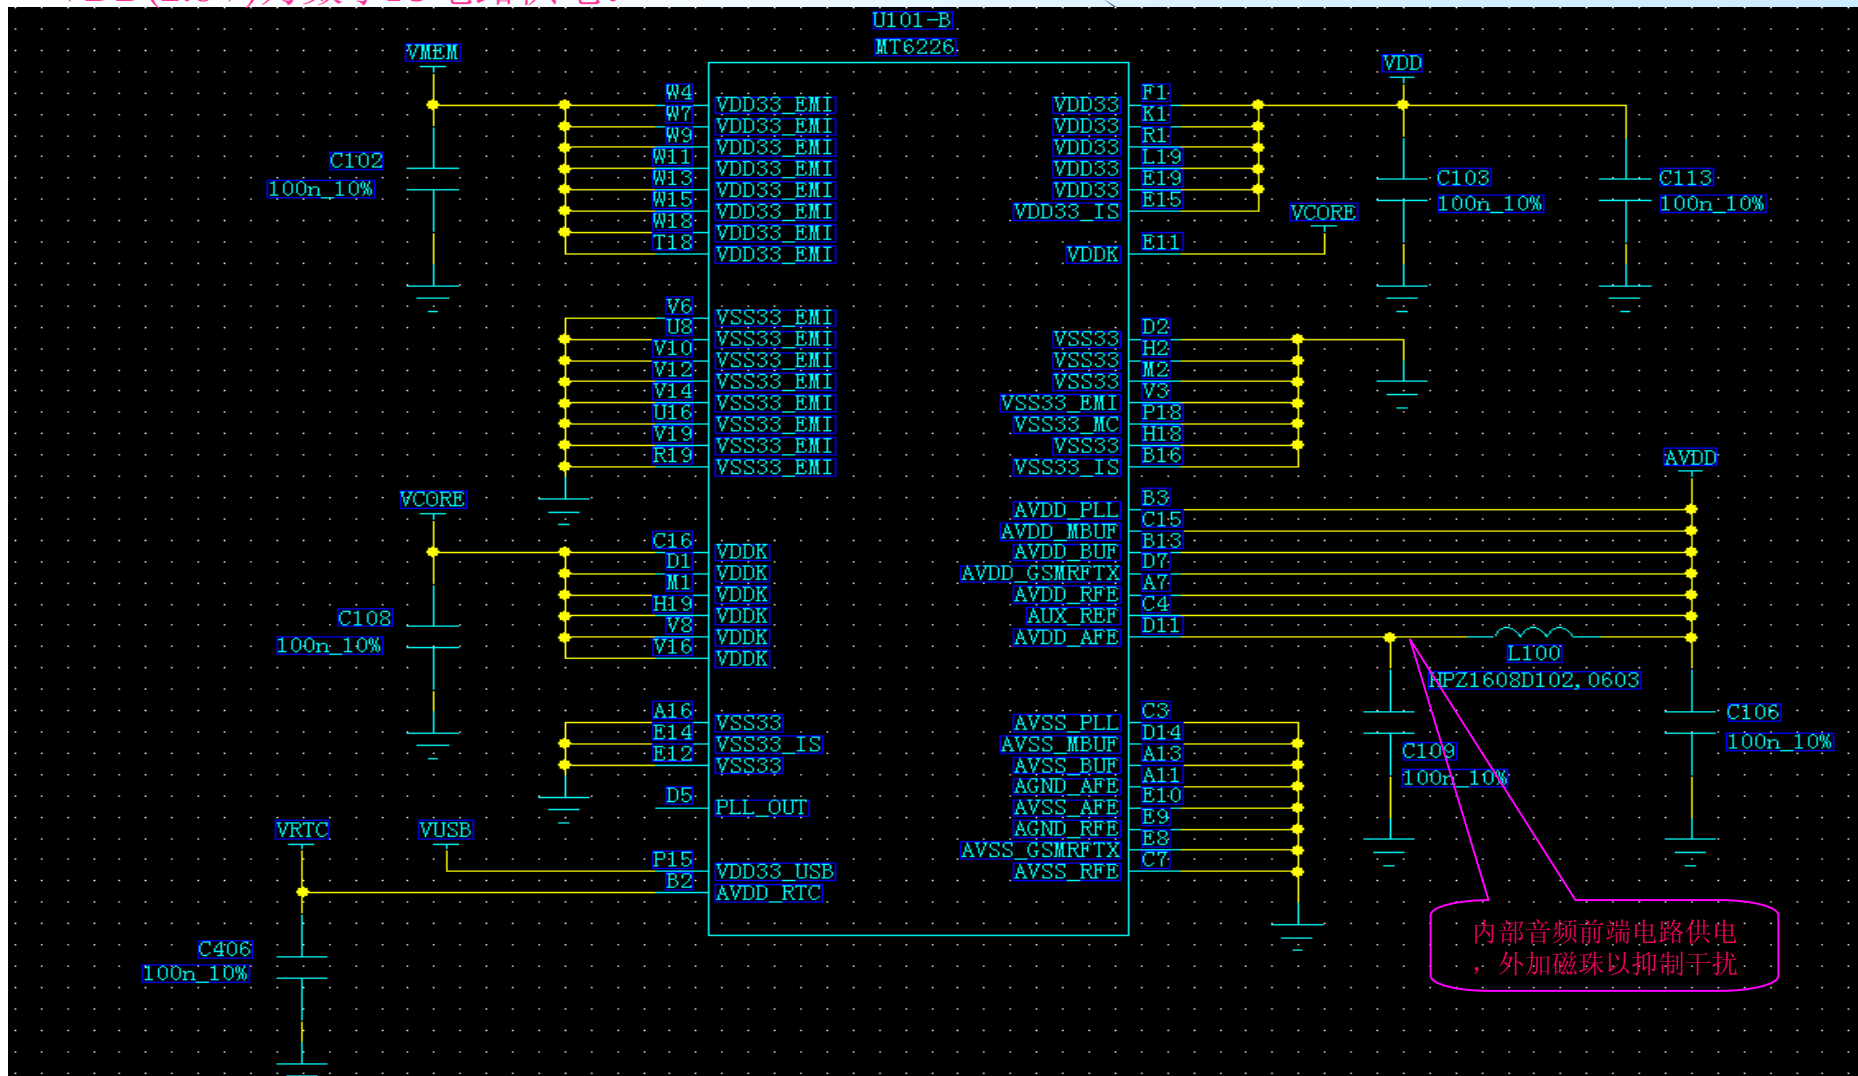 U101-B
MT6226
VMEM
C102
100n_10%
W4 VDD33_EMI
W7 VDD33_EMI
W9 VDD33_EMI
W11 VDD33_EMI
W13 VDD33_EMI
W15 VDD33_EMI
W18 VDD33_EMI
T18 VDD33_EMI
V6 VSS33_EMI
U8 VSS33_EMI
V10 VSS33_EMI
V12 VSS33_EMI
V14 VSS33_EMI
U16 VSS33_EMI
V19 VSS33_EMI
R19 VSS33_EMI
VCORE
C108
100n_10%
C16 VDDK
D1 VDDK
M1 VDDK
H19 VDDK
V8 VDDK
V16 VDDK
A16 VSS33
E14 VSS33_IS
E12 VSS33
D5 PLL_OUT
VRTC
VUSB
P15 VDD33_USB
B2 AVDD_RTC
C406
100n_10%
VDD
VDD33 F1
VDD33 K1
VDD33 R1
VDD33 L19
VDD33 E19
VDD33_IS E15
C103
100n_10%
C113
100n_10%
VCORE
VDDK E11
VSS33 D2
VSS33 H2
VSS33 M2
VSS33_EMI V3
VSS33_MC P18
VSS33 H18
VSS33_IS B16
AVDD
AVDD_PLL B3
AVDD_MBUF C15
AVDD_BUF B13
AVDD_GSMRFTX D7
AVDD_RFE A7
AUX_REF C4
AVDD_AFE D11
L100
HPZ1608D102,0603
C106
100n_10%
C109
100n_10%
AVSS_PLL C3
AVSS_MBUF D14
AVSS_BUF A13
AGND_AFE A11
AVSS_AFE E10
AGND_RFE E9
AVSS_GSMRFTX E8
AVSS_RFE C7
内部音频前端电路供电
，外加磁珠以抑制干扰